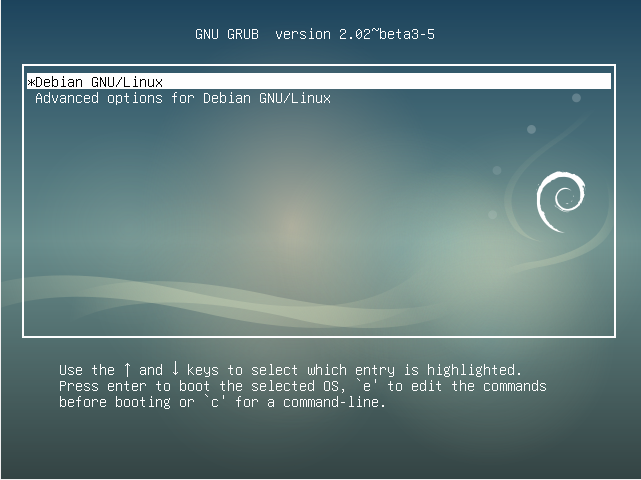 GNU GRUB  version 2.02~beta3-5
*Debian GNU/Linux
Advanced options for Debian GNU/Linux
Use the ↑ and ↓ keys to select which entry is highlighted.
Press enter to boot the selected OS, `e' to edit the commands
before booting or `c' for a command-line.